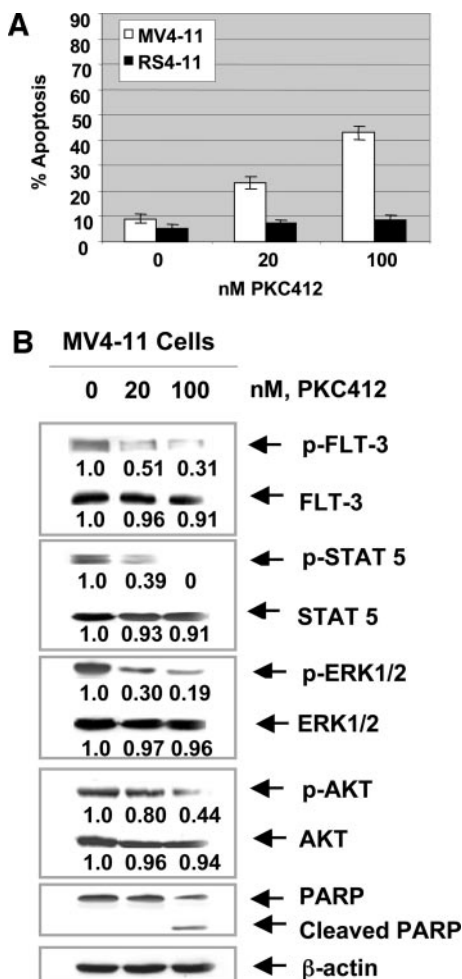 A
MV4-11
RS4-11
90
80
70
60
50
40
30
20
10
0
% Apoptosis
0 20 100
nM PKC412
B
MV4-11 Cells
0 20 100 nM, PKC412
p-FLT-3
1.0 0.51 0.31
FLT-3
1.0 0.96 0.91
p-STAT 5
1.0 0.39 0
STAT 5
1.0 0.93 0.91
p-ERK1/2
1.0 0.30 0.19
ERK1/2
1.0 0.97 0.96
p-AKT
1.0 0.80 0.44
AKT
1.0 0.96 0.94
PARP
Cleaved PARP
β-actin